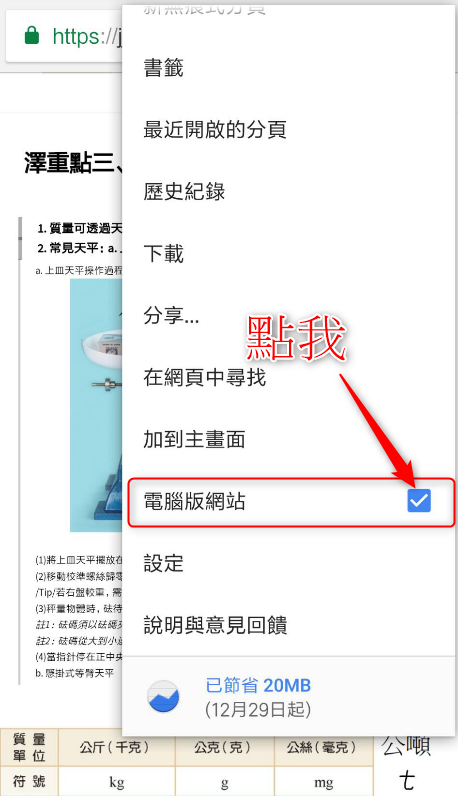 新無痕式分頁
https://j
書籤
最近開啟的分頁
歷史紀錄
下載
分享...
點我
在網頁中尋找
加到主畫面
電腦版網站
設定
說明與意見回饋
已節省 20MB
(12月29日起)
澤重點三、
1. 質量可透過天
2. 常見天平: a.
a. 上皿天平操作過程
(1)將上皿天平擺放在
(2)移動校準螺絲歸零
/Tip/若右盤較重，需
(3)秤量物體時，砝待
註1: 砝碼須以砝碼夾
註2: 砝碼從大到小逐
(4)當指針停在正中央
b. 懸掛式等臂天平
質量單位 公斤(千克) 公克(克) 公絲(毫克) 公噸
符號 kg g mg t